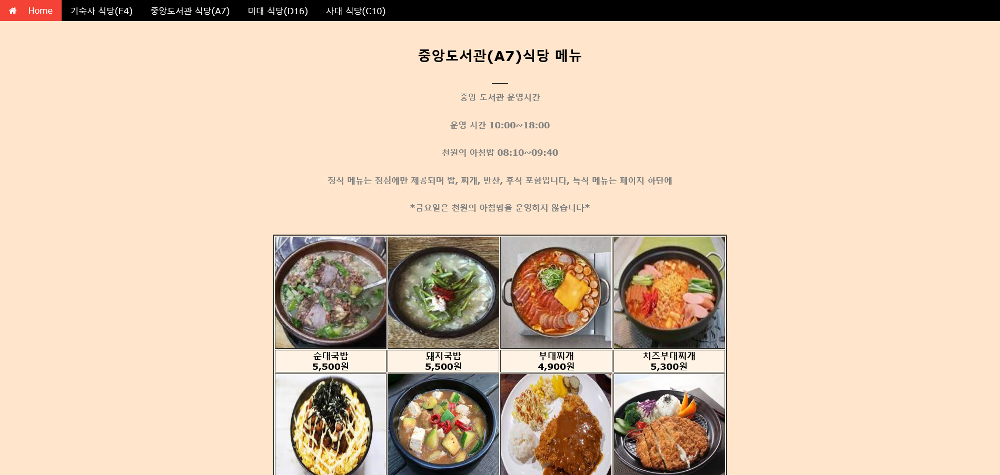 Home 기숙사 식당(E4) 중앙도서관 식당(A7) 미대 식당(D16) 사대 식당(C10)
중앙도서관(A7)식당 메뉴
중앙 도서관 운영시간
운영 시간 10:00~18:00
천원의 아침밥 08:10~09:40
정식 메뉴는 점심에만 제공되며 밥, 찌개, 반찬, 후식 포함입니다, 특식 메뉴는 페이지 하단에
*금요일은 천원의 아침밥을 운영하지 않습니다*
순대국밥 돼지국밥 부대찌개 치즈부대찌개
5,500원 5,500원 4,900원 5,300원